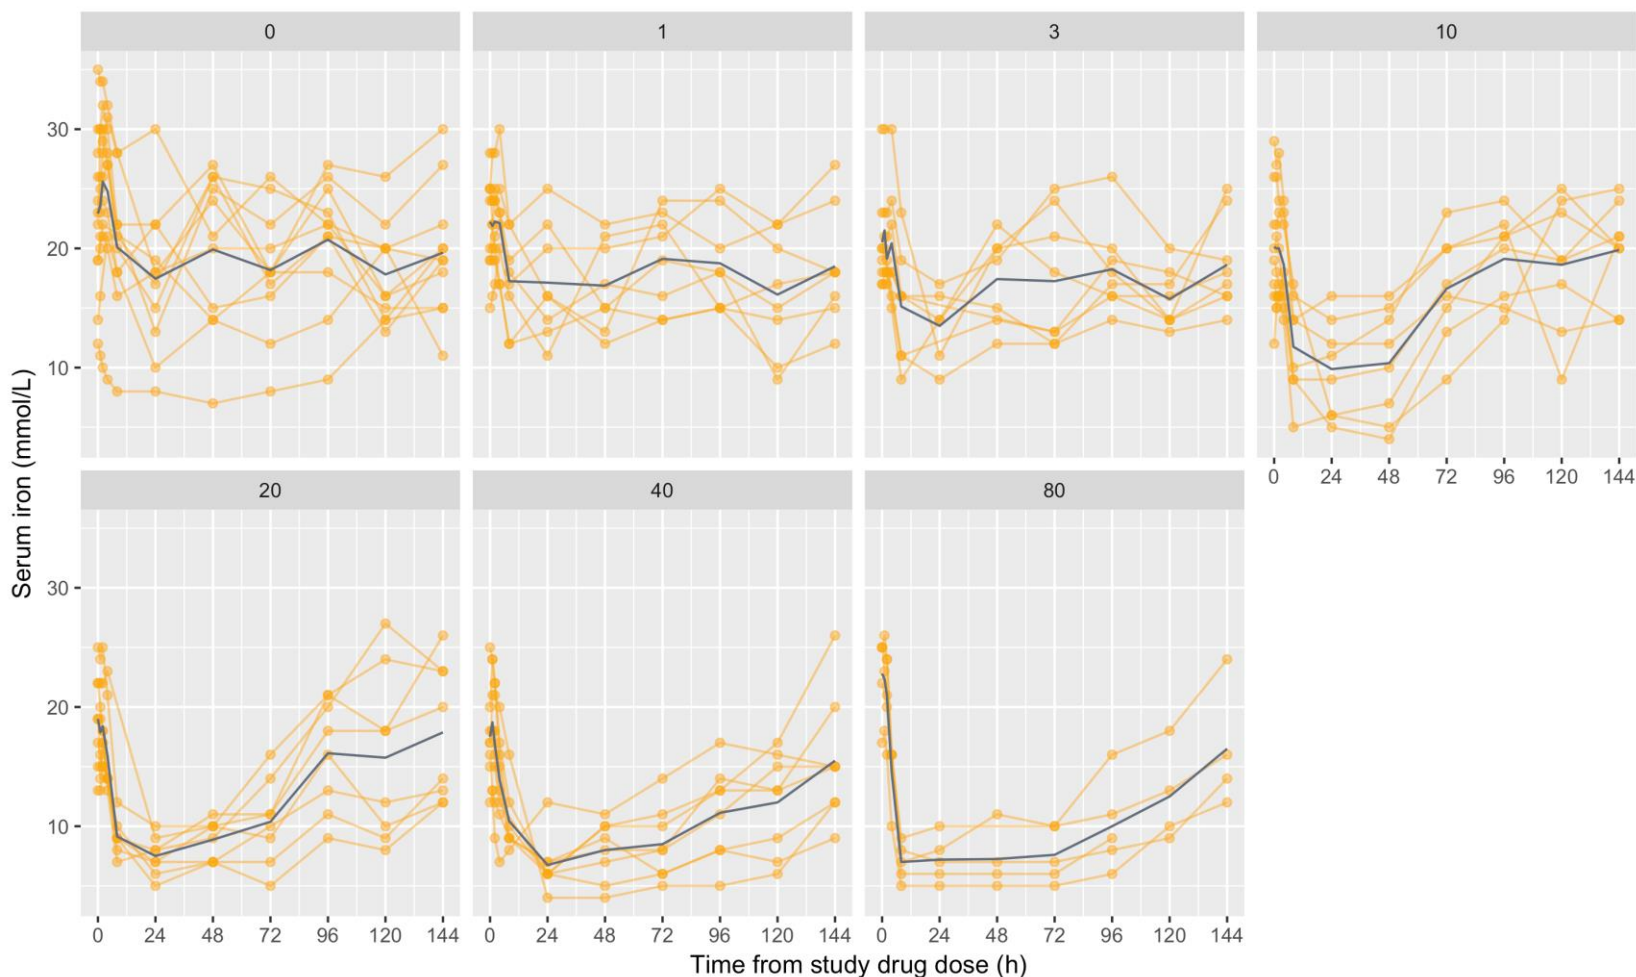 0 1 3 10
30
20
10
0 24 48 72 96 120 144
20 40 80
30
20
10
0 24 48 72 96 120 144 0 24 48 72 96 120 144 0 24 48 72 96 120 144
Serum iron (mmol/L)
Time from study drug dose (h)